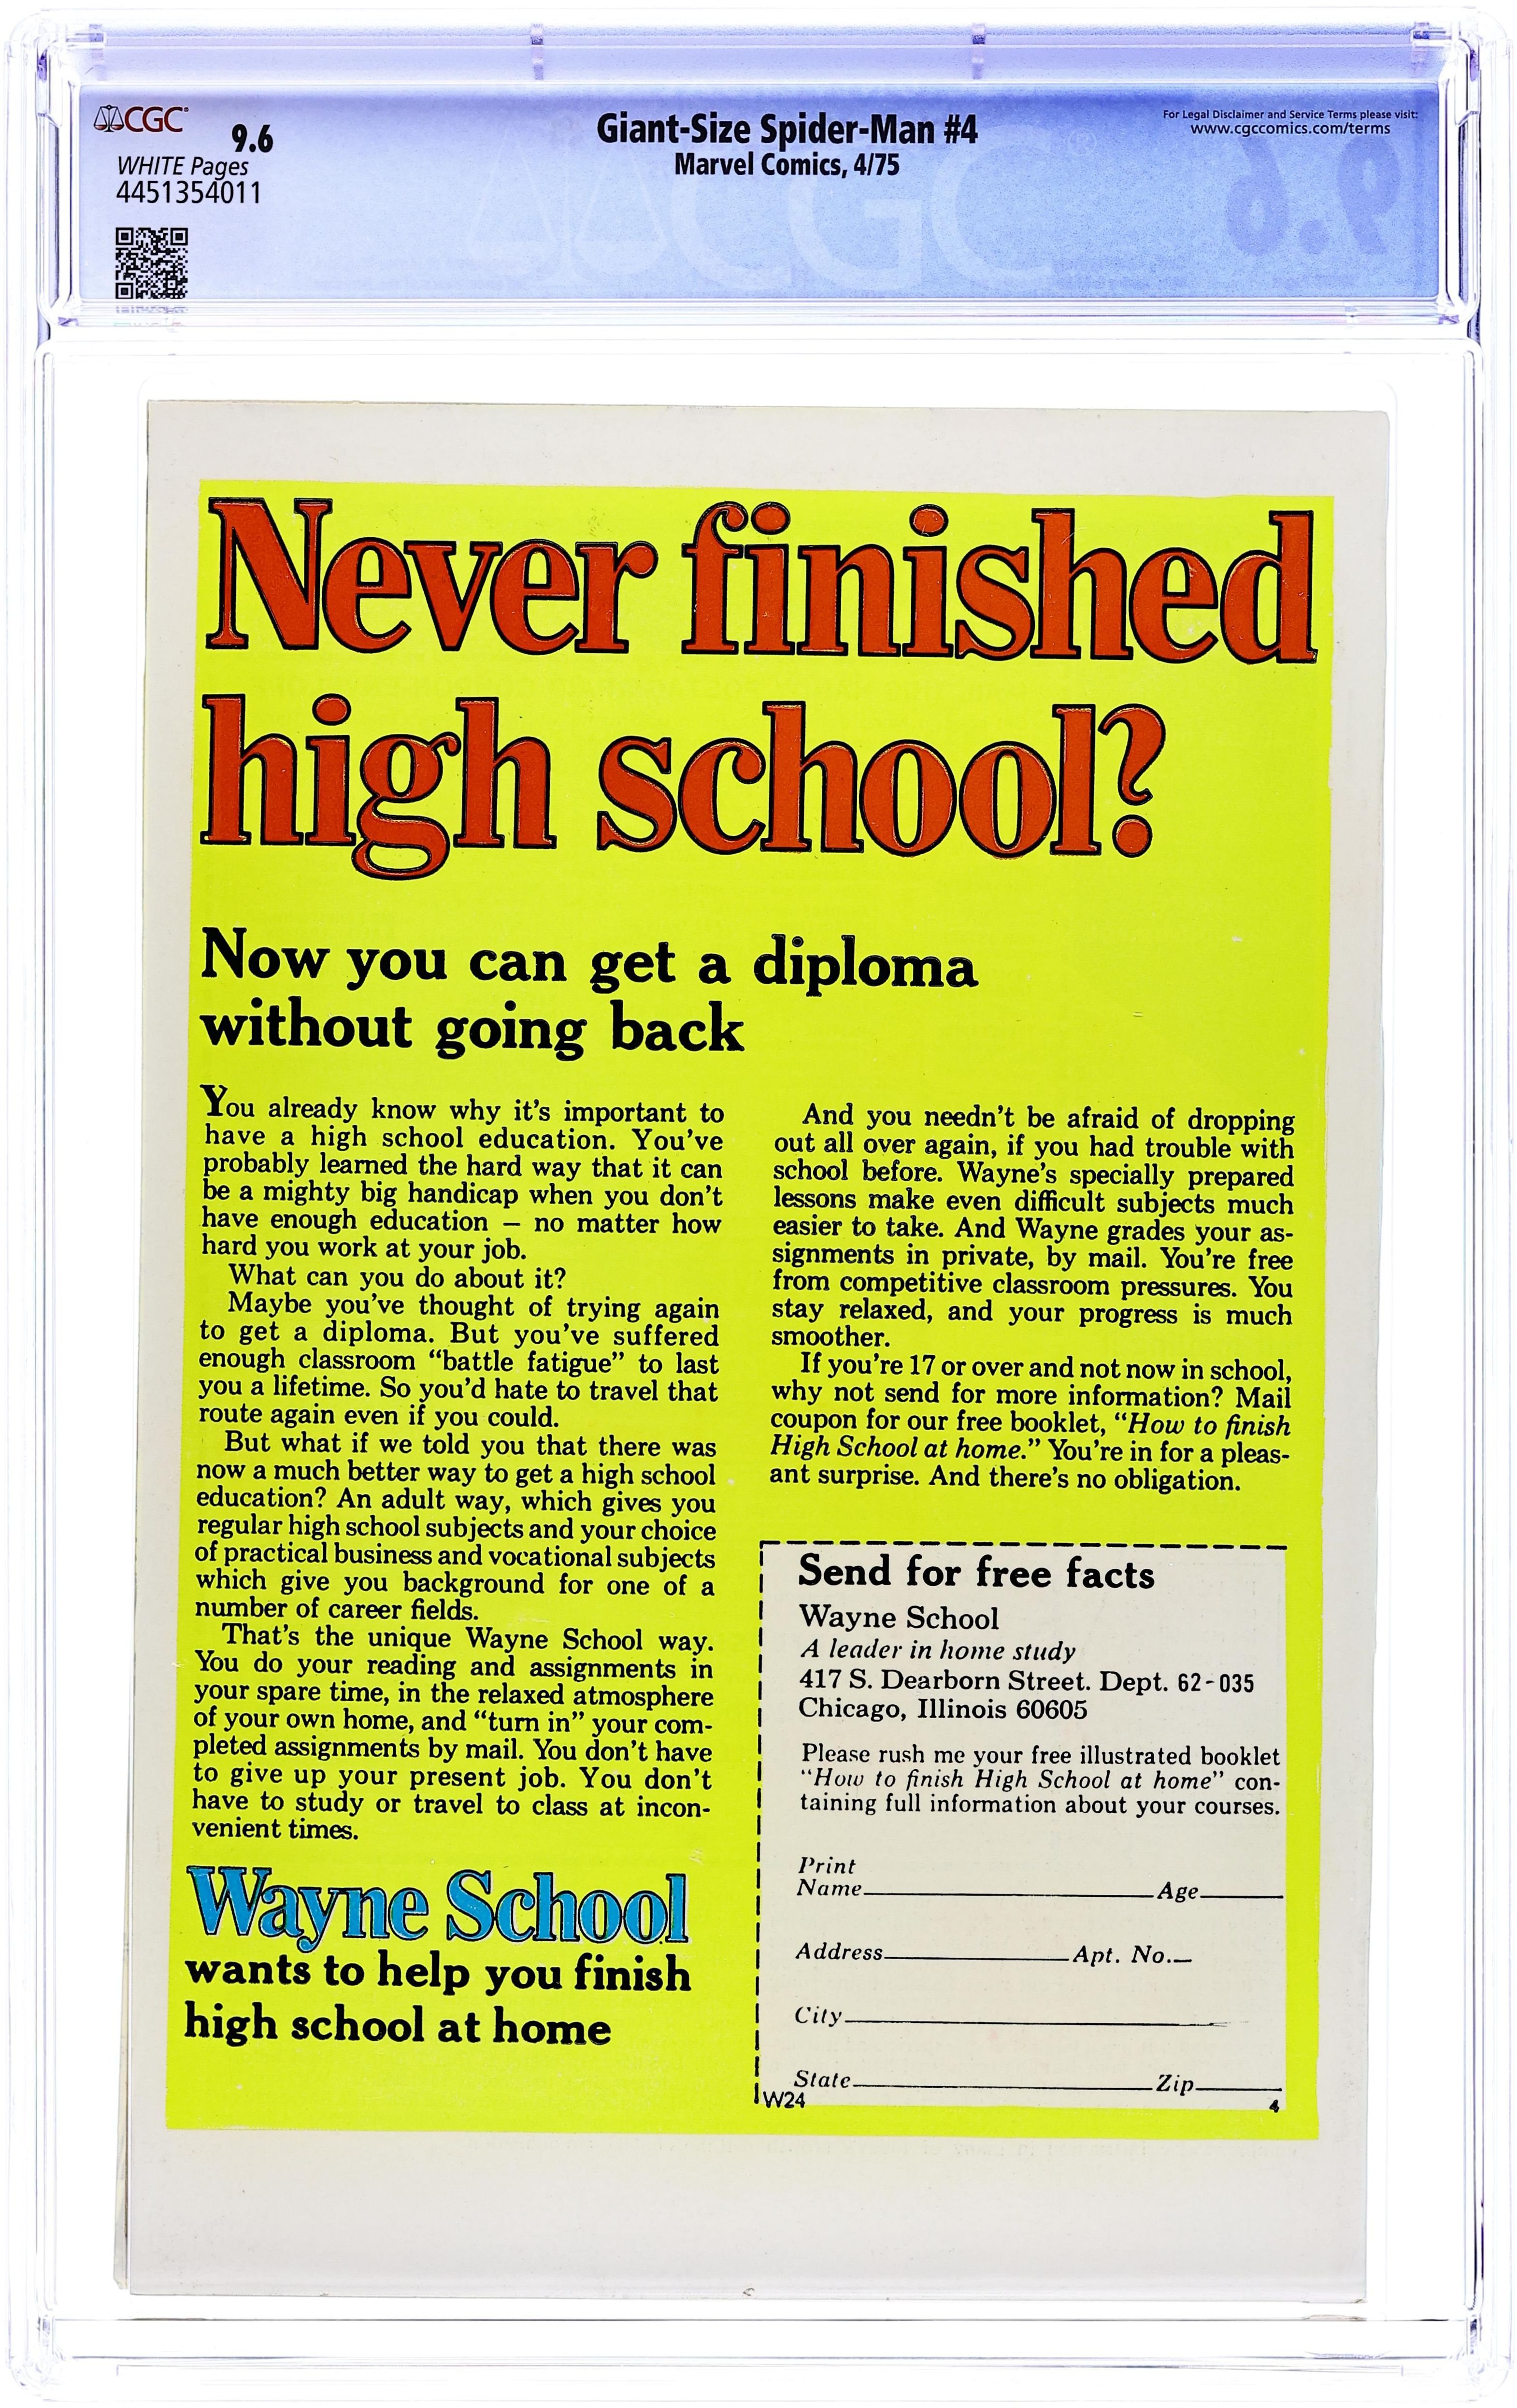 CGC
9.6
WHITE Pages
4451354011
Giant-Size Spider-Man #4
Marvel Comics, 4/75
For Legal Disclaimer and Service Terms please visit:
www.cgccomics.com/terms
CGC
9.6
Never finished
high school?
Now you can get a diploma
without going back
You already know why it's important to
have a high school education. You've
probably learned the hard way that it can
be a mighty big handicap when you don't
have enough education – no matter how
hard you work at your job.
What can you do about it?
Maybe you've thought of trying again
to get a diploma. But you've suffered
enough classroom “battle fatigue” to last
you a lifetime. So you'd hate to travel that
route again even if you could.
But what if we told you that there was
now a much better way to get a high school
education? An adult way, which gives you
regular high school subjects and your choice
of practical business and vocational subjects
which give you background for one of a
number of career fields.
That's the unique Wayne School way.
You do your reading and assignments in
your spare time, in the relaxed atmosphere
of your own home, and “turn in” your com-
pleted assignments by mail. You don't have
to give up your present job. You don't
have to study or travel to class at incon-
venient times.
Wayne School
wants to help you finish
high school at home
And you needn't be afraid of dropping
out all over again, if you had trouble with
school before. Wayne's specially prepared
lessons make even difficult subjects much
easier to take. And Wayne grades your as-
signments in private, by mail. You're free
from competitive classroom pressures. You
stay relaxed, and your progress is much
smoother.
If you're 17 or over and not now in school,
why not send for more information? Mail
coupon for our free booklet, “How to finish
High School at home.” You're in for a pleas-
ant surprise. And there's no obligation.
Send for free facts
Wayne School
A leader in home study
417 S. Dearborn Street. Dept. 62-035
Chicago, Illinois 60605
Please rush me your free illustrated booklet
“How to finish High School at home” con-
taining full information about your courses.
Print
Name Age
Address Apt. No.
City
State Zip
W24 4